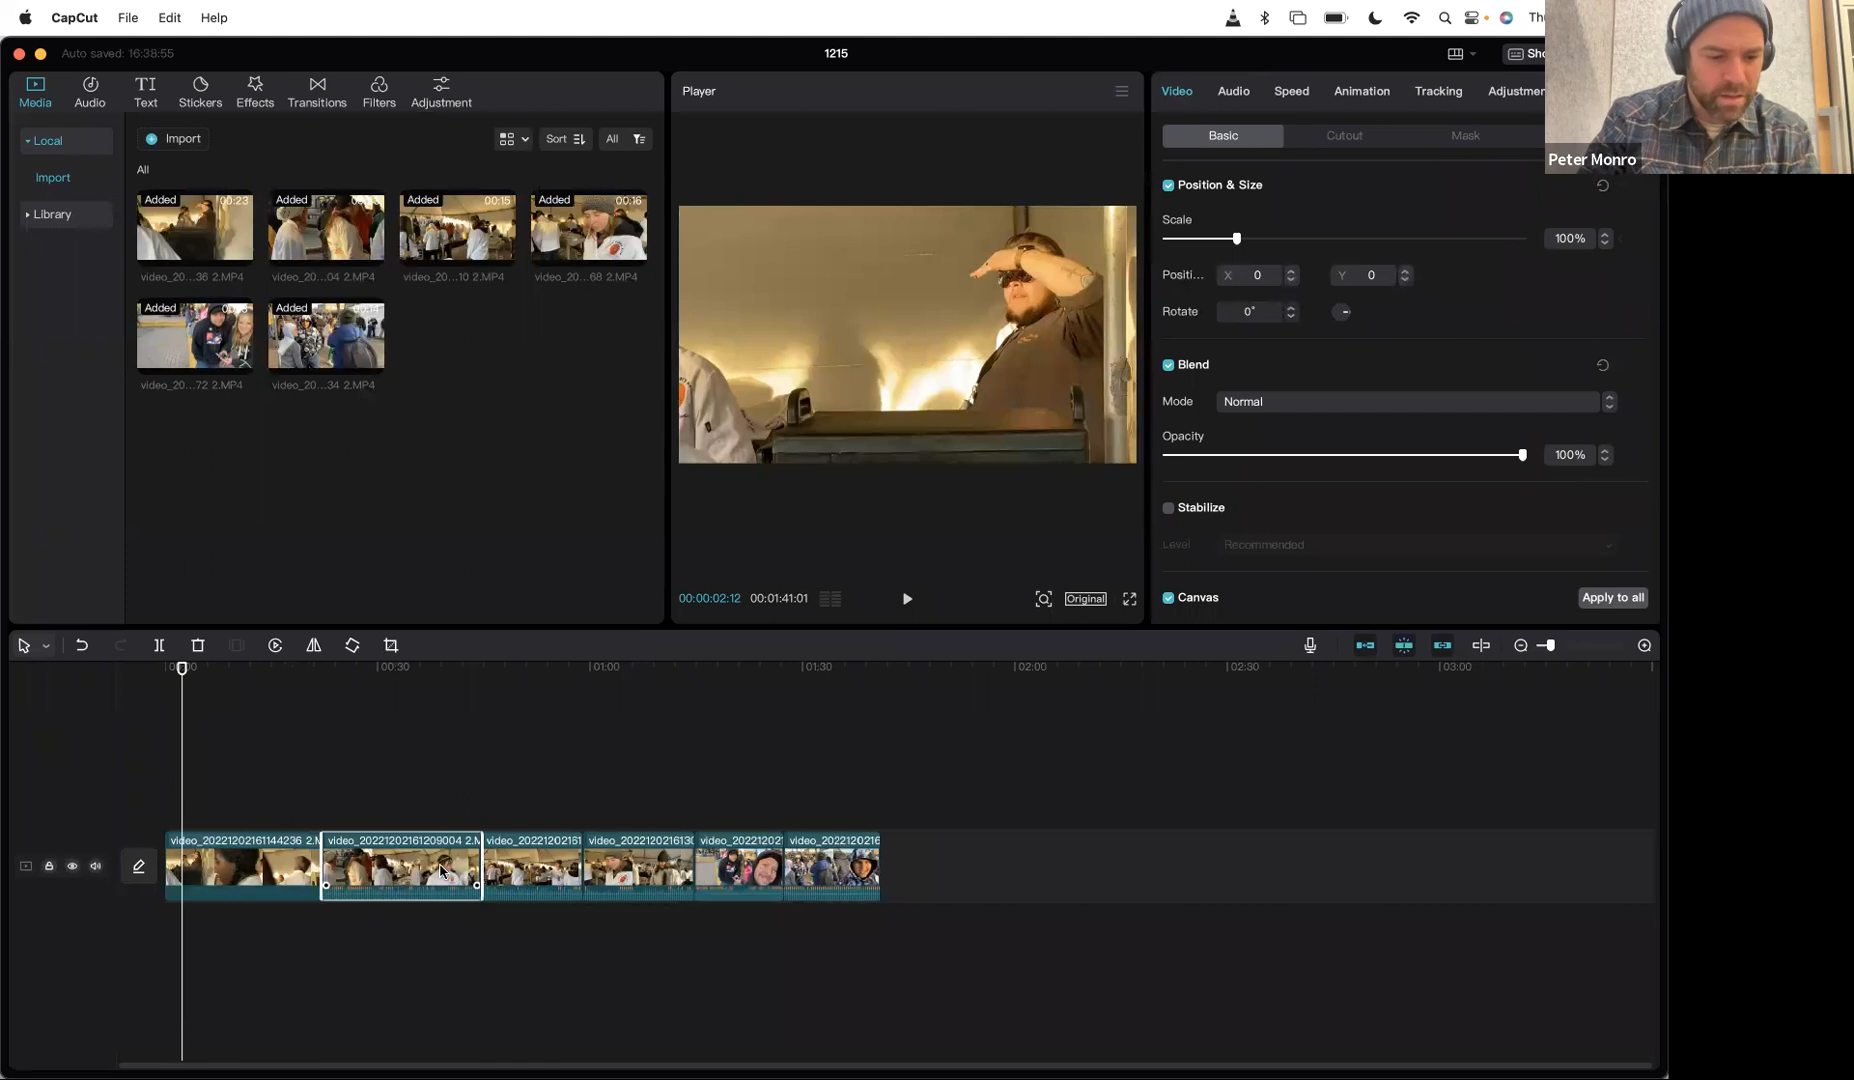 CapCut File Edit Help
Auto saved: 16:38:55
1215
Media
Audio
Text
Stickers
Effects
Transitions
Filters
Adjustment
Local
Import
Library
Import
Sort
All
All
Added 00:23
Added
Added 00:15
Added 00:16
video_20...36 2.MP4
video_20...04 2.MP4
video_20...10 2.MP4
video_20...68 2.MP4
Added
Added
video_20...72 2.MP4
video_20...34 2.MP4
Player
00:00:02:12 00:01:41:01
Original
Video Audio Speed Animation Tracking
Basic Cutout Mask
Position & Size
Scale
100%
Positi... X 0 Y 0
Rotate 0°
Blend
Mode Normal
Opacity
100%
Stabilize
Level Recommended
Canvas Apply to all
Peter Monro
00:30 01:00 01:30 02:00 02:30 03:00
video_20221202161144236 2.M
video_20221202161209004 2.M